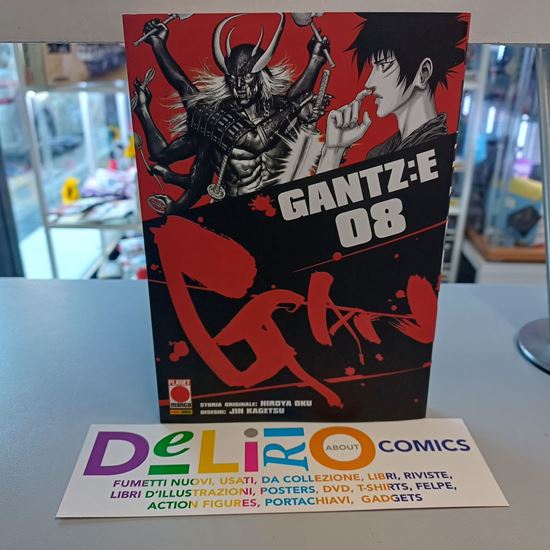 GANTZ:E
08
GAN
PLANET
manga
STORIA ORIGINALE: HIROYA OKU
DISEGNI: JIN KAGETSU
DeLiRiO ABOUT COMICS
FUMETTI NUOVI, USATI, DA COLLEZIONE, LIBRI, RIVISTE,
LIBRI D'ILLUSTRAZIONI, POSTERS, DVD, T-SHIRTS, FELPE,
ACTION FIGURES, PORTACHIAVI, GADGETS